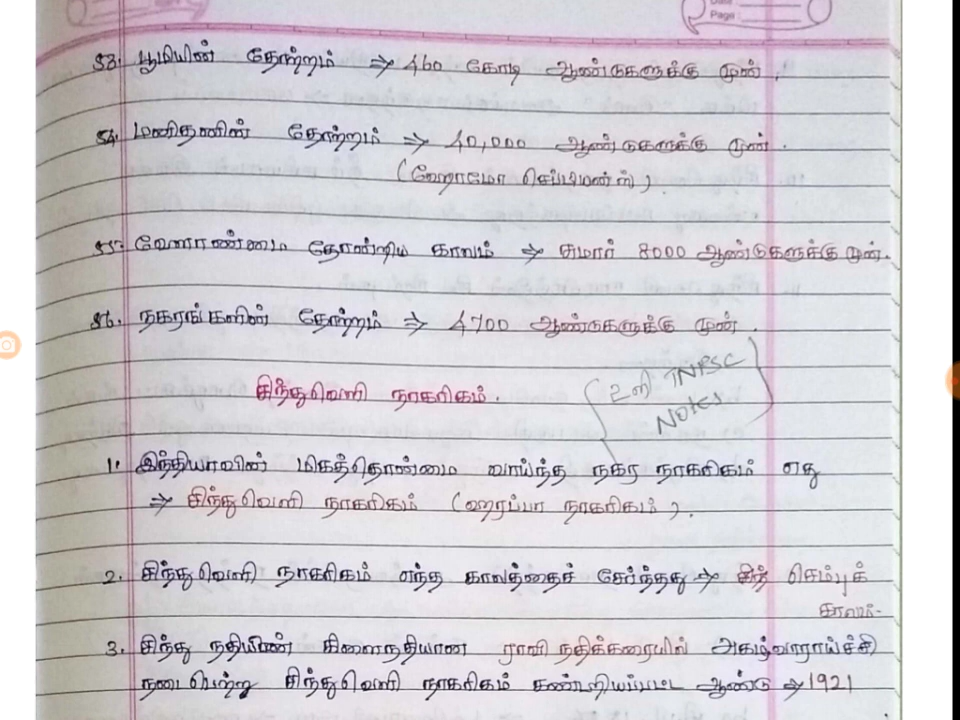 Page :
53. பூமியின் தோற்றம் ⇒ 460 கோடி ஆண்டுகளுக்கு முன்.
54. மனிதனின் தோற்றம் ⇒ 40,000 ஆண்டுகளுக்கு முன்.
(ஹோமோ செப்பியன்ஸ்).
55. வேளாண்மை தோன்றிய காலம் ⇒ சுமார் 8000 ஆண்டுகளுக்கு முன்.
56. நகரங்களின் தோற்றம் ⇒ 4700 ஆண்டுகளுக்கு முன்.
சிந்துவெளி நாகரிகம்.
{உளி TNPSC
NOTES}
1. இந்தியாவின் மிகத்தொன்மை வாய்ந்த நகர நாகரிகம் எது
⇒ சிந்துவெளி நாகரிகம் (ஹரப்பா நாகரிகம்).
2. சிந்துவெளி நாகரிகம் எந்த காலத்தைச் சேர்ந்தது ⇒ செம்புக்
காலம்.
3. சிந்து நதியின் கிளைநதியான ராவி நதிக்கரையில் அகழ்வாராய்ச்சி
நடைபெற்று சிந்துவெளி நாகரிகம் கண்டறியப்பட்ட ஆண்டு ⇒ 1921